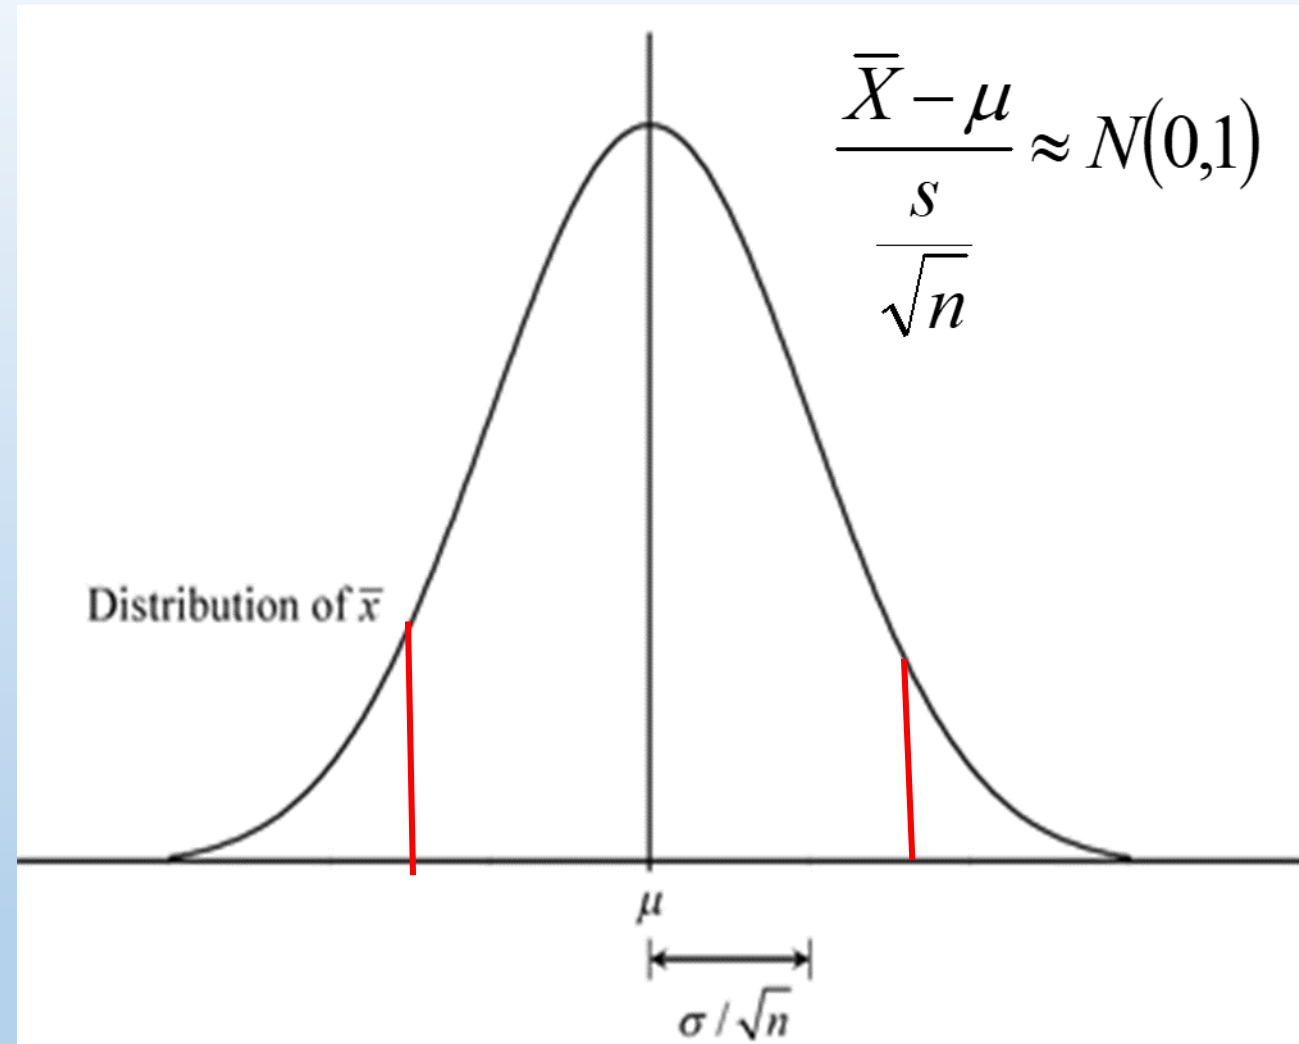 X̄ − μ
s
√n
≈ N(0,1)
Distribution of x̄
μ
σ / √n